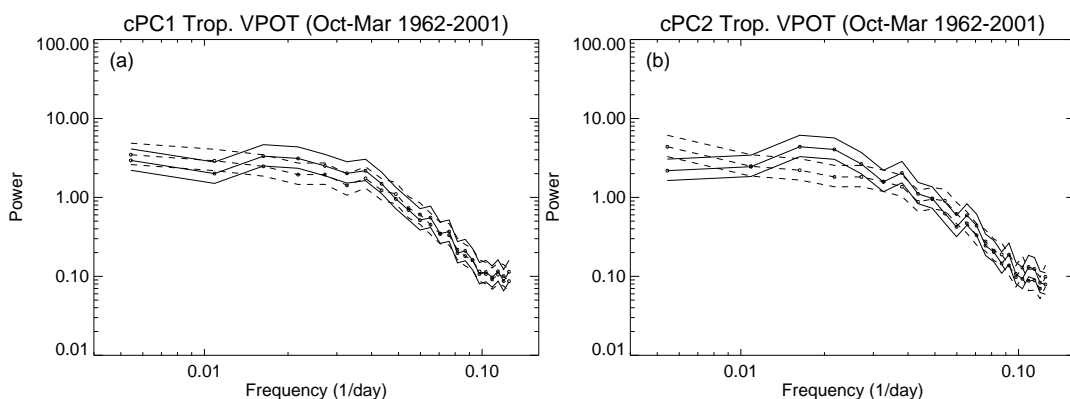 cPC1 Trop. VPOT (Oct-Mar 1962-2001)
(a)
100.00
10.00
1.00
0.10
0.01
Power
0.01
0.10
Frequency (1/day)
cPC2 Trop. VPOT (Oct-Mar 1962-2001)
(b)
100.00
10.00
1.00
0.10
0.01
Power
0.01
0.10
Frequency (1/day)